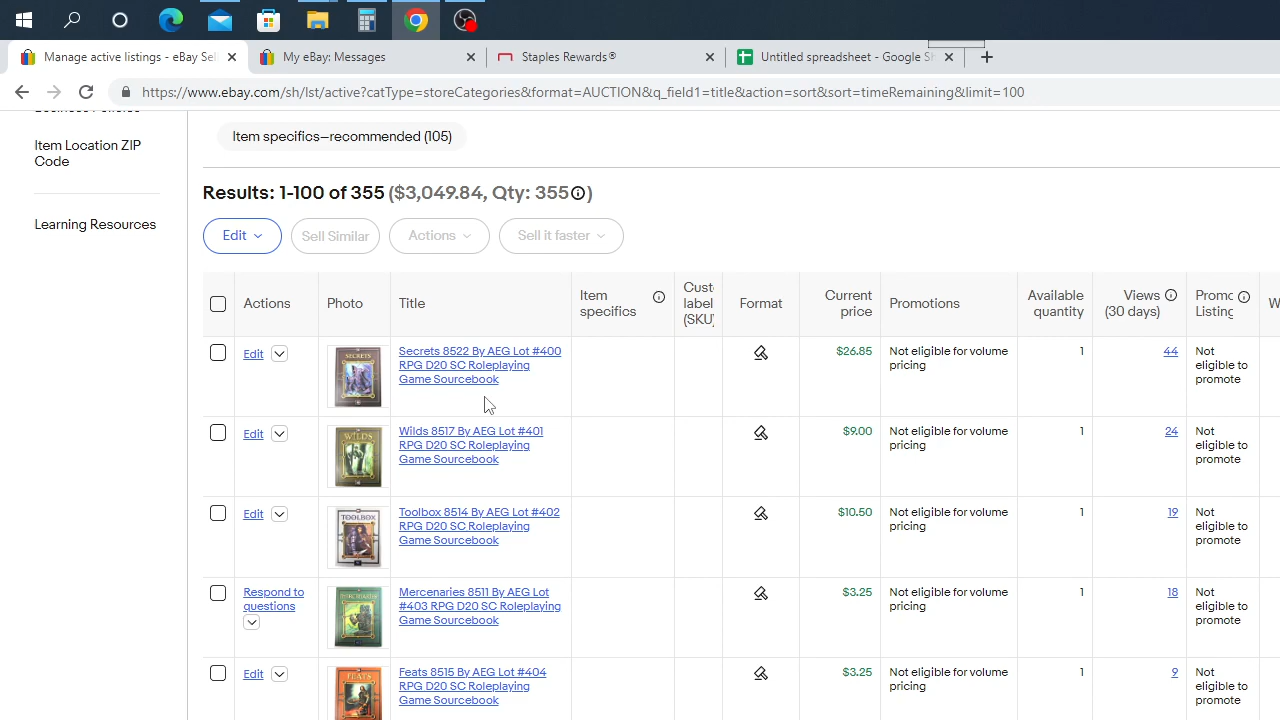 Manage active listings - eBay Sel
My eBay: Messages
Staples Rewards®
Untitled spreadsheet - Google Sh
https://www.ebay.com/sh/lst/active?catType=storeCategories&format=AUCTION&q_field1=title&action=sort&sort=timeRemaining&limit=100
Business Policies
Item Location ZIP
Code
Learning Resources
Item specifics–recommended (105)
Results: 1-100 of 355 ($3,049.84, Qty: 355)
Edit
Sell Similar
Actions
Sell it faster
Actions
Photo
Title
Item
specifics
Cust
label
(SKU
Format
Current
price
Promotions
Available
quantity
Views
(30 days)
Promo
Listing
W
Edit
SECRETS
Secrets 8522 By AEG Lot #400
RPG D20 SC Roleplaying
Game Sourcebook
$26.85
Not eligible for volume
pricing
1
44
Not
eligible to
promote
Edit
WILDS
Wilds 8517 By AEG Lot #401
RPG D20 SC Roleplaying
Game Sourcebook
$9.00
Not eligible for volume
pricing
1
24
Not
eligible to
promote
Edit
TOOLBOX
Toolbox 8514 By AEG Lot #402
RPG D20 SC Roleplaying
Game Sourcebook
$10.50
Not eligible for volume
pricing
1
19
Not
eligible to
promote
Respond to
questions
MERCENARIES
Mercenaries 8511 By AEG Lot
#403 RPG D20 SC Roleplaying
Game Sourcebook
$3.25
Not eligible for volume
pricing
1
18
Not
eligible to
promote
Edit
FEATS
Feats 8515 By AEG Lot #404
RPG D20 SC Roleplaying
Game Sourcebook
$3.25
Not eligible for volume
pricing
1
9
Not
eligible to
promote